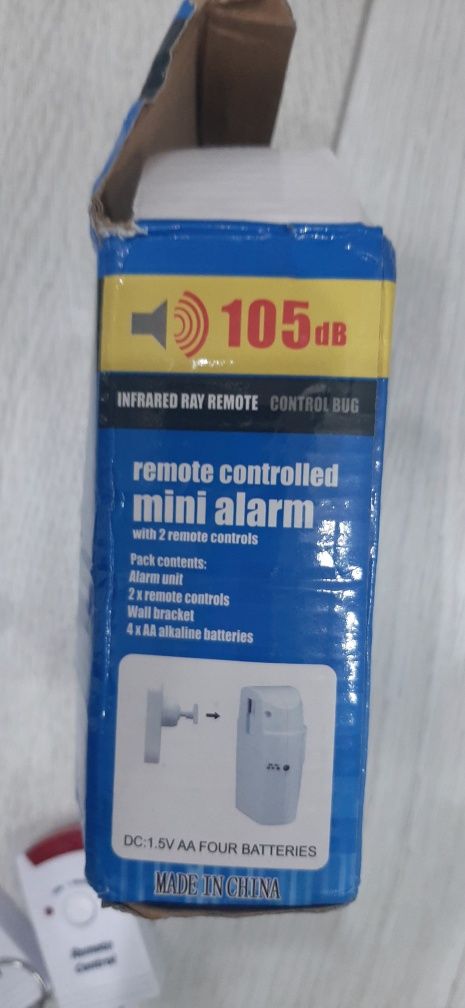 105dB
INFRARED RAY REMOTE CONTROL BUG
remote controlled
mini alarm
with 2 remote controls
Pack contents:
Alarm unit
2 x remote controls
Wall bracket
4 x AA alkaline batteries
DC:1.5V AA FOUR BATTERIES
MADE IN CHINA
Remote
Control